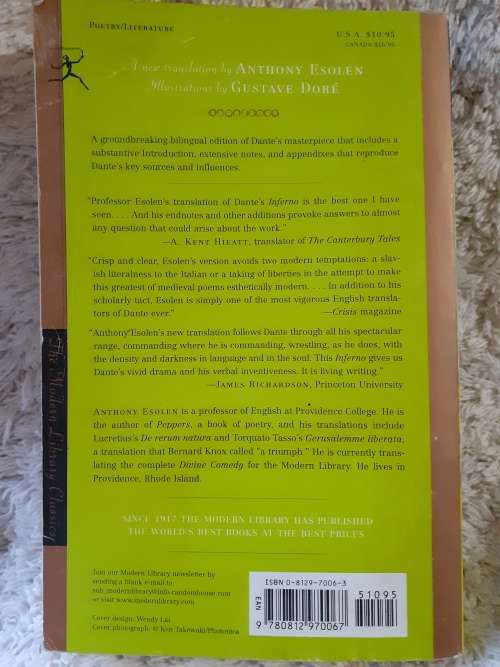 POETRY/LITERATURE
U.S.A. $10.95
CANADA $16.95
A new translation by ANTHONY ESOLEN
Illustrations by GUSTAVE DORÉ
A groundbreaking bilingual edition of Dante's masterpiece that includes a
substantive Introduction, extensive notes, and appendixes that reproduce
Dante's key sources and influences.
"Professor Esolen's translation of Dante's Inferno is the best one I have
seen. . . . And his endnotes and other additions provoke answers to almost
any question that could arise about the work."
—A. KENT HIEATT, translator of The Canterbury Tales
"Crisp and clear, Esolen's version avoids two modern temptations: a slav-
ish literalness to the Italian or a taking of liberties in the attempt to make
this greatest of medieval poems esthetically modern. . . . In addition to his
scholarly tact, Esolen is simply one of the most vigorous English transla-
tors of Dante ever."
—Crisis magazine
"Anthony Esolen's new translation follows Dante through all his spectacular
range, commanding where he is commanding, wrestling, as he does, with
the density and darkness in language and in the soul. This Inferno gives us
Dante's vivid drama and his verbal inventiveness. It is living writing."
—JAMES RICHARDSON, Princeton University
ANTHONY ESOLEN is a professor of English at Providence College. He is
the author of Peppers, a book of poetry, and his translations include
Lucretius's De rerum natura and Torquato Tasso's Gerusalemme liberata,
a translation that Bernard Knox called "a triumph." He is currently trans-
lating the complete Divine Comedy for the Modern Library. He lives in
Providence, Rhode Island.
SINCE 1917 THE MODERN LIBRARY HAS PUBLISHED
THE WORLD'S BEST BOOKS AT THE BEST PRICES
The Modern Library Classics
Join our Modern Library newsletter by
sending a blank e-mail to:
sub_modernlibrary@info.randomhouse.com
or visit www.modernlibrary.com
Cover design: Wendy Lai
Cover photograph: © Ken Takewaki/Photonica
ISBN 0-8129-7006-3
51095
EAN
9 780812 970067